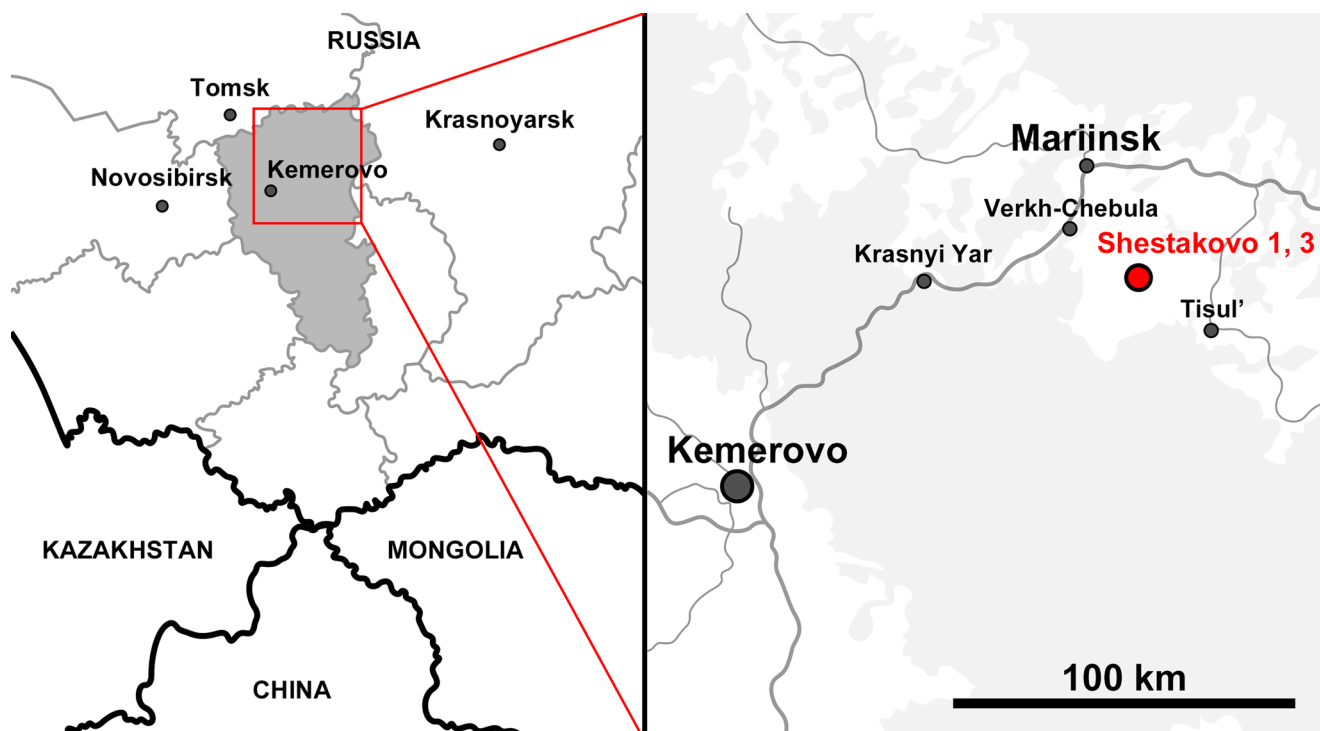 RUSSIA
Tomsk
Krasnoyarsk
Kemerovo
Novosibirsk
KAZAKHSTAN
MONGOLIA
CHINA
Mariinsk
Verkh-Chebula
Shestakovo 1, 3
Krasnyi Yar
Tisul’
Kemerovo
100 km